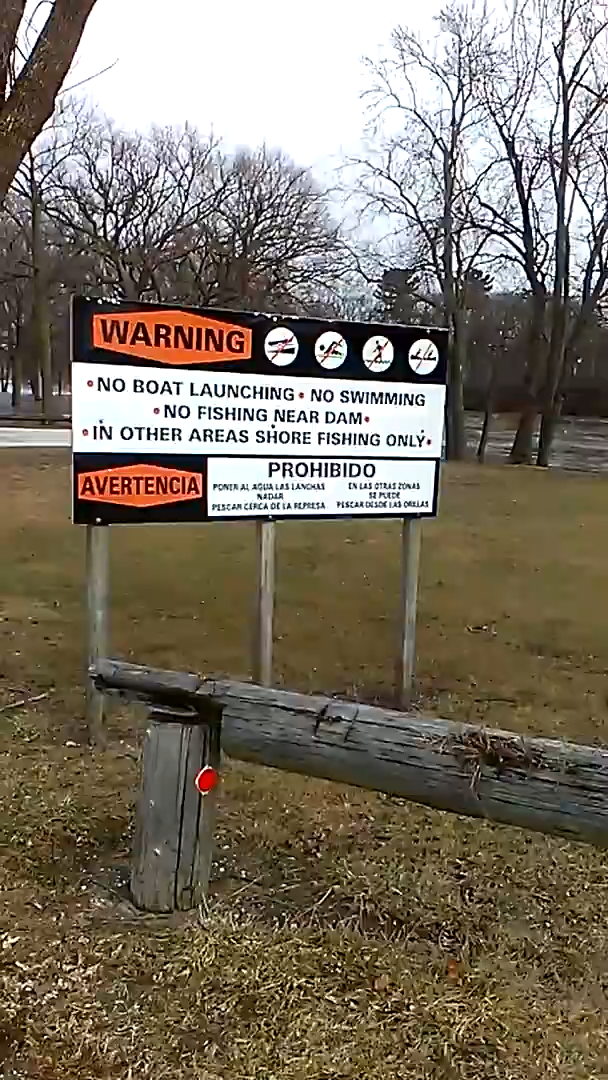 WARNING
•NO BOAT LAUNCHING• NO SWIMMING
•NO FISHING NEAR DAM•
•IN OTHER AREAS SHORE FISHING ONLY•
AVERTENCIA
PROHIBIDO
PONER AL AGUA LAS LANCHAS
NADAR
PESCAR CERCA DE LA REPRESA
EN LAS OTRAS ZONAS
SE PUEDE
PESCAR DESDE LAS ORILLAS